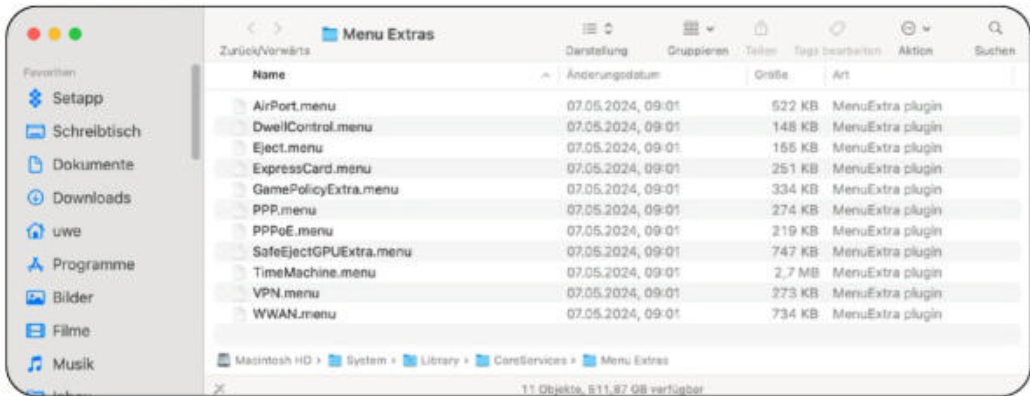 Menu Extras
Zurück/Vorwärts Darstellung Gruppieren Teilen Tags bearbeiten Aktion Suchen
Favoriten
Setapp
Schreibtisch
Dokumente
Downloads
uwe
Programme
Bilder
Filme
Musik
Name Änderungsdatum Größe Art
AirPort.menu 07.05.2024, 09:01 522 KB MenuExtra plugin
DwellControl.menu 07.05.2024, 09:01 148 KB MenuExtra plugin
Eject.menu 07.05.2024, 09:01 155 KB MenuExtra plugin
ExpressCard.menu 07.05.2024, 09:01 251 KB MenuExtra plugin
GamePolicyExtra.menu 07.05.2024, 09:01 334 KB MenuExtra plugin
PPP.menu 07.05.2024, 09:01 274 KB MenuExtra plugin
PPPoE.menu 07.05.2024, 09:01 219 KB MenuExtra plugin
SafeEjectGPUExtra.menu 07.05.2024, 09:01 747 KB MenuExtra plugin
TimeMachine.menu 07.05.2024, 09:01 2,7 MB MenuExtra plugin
VPN.menu 07.05.2024, 09:01 273 KB MenuExtra plugin
WWAN.menu 07.05.2024, 09:01 734 KB MenuExtra plugin
Macintosh HD › System › Library › CoreServices › Menu Extras
11 Objekte, 511,87 GB verfügbar